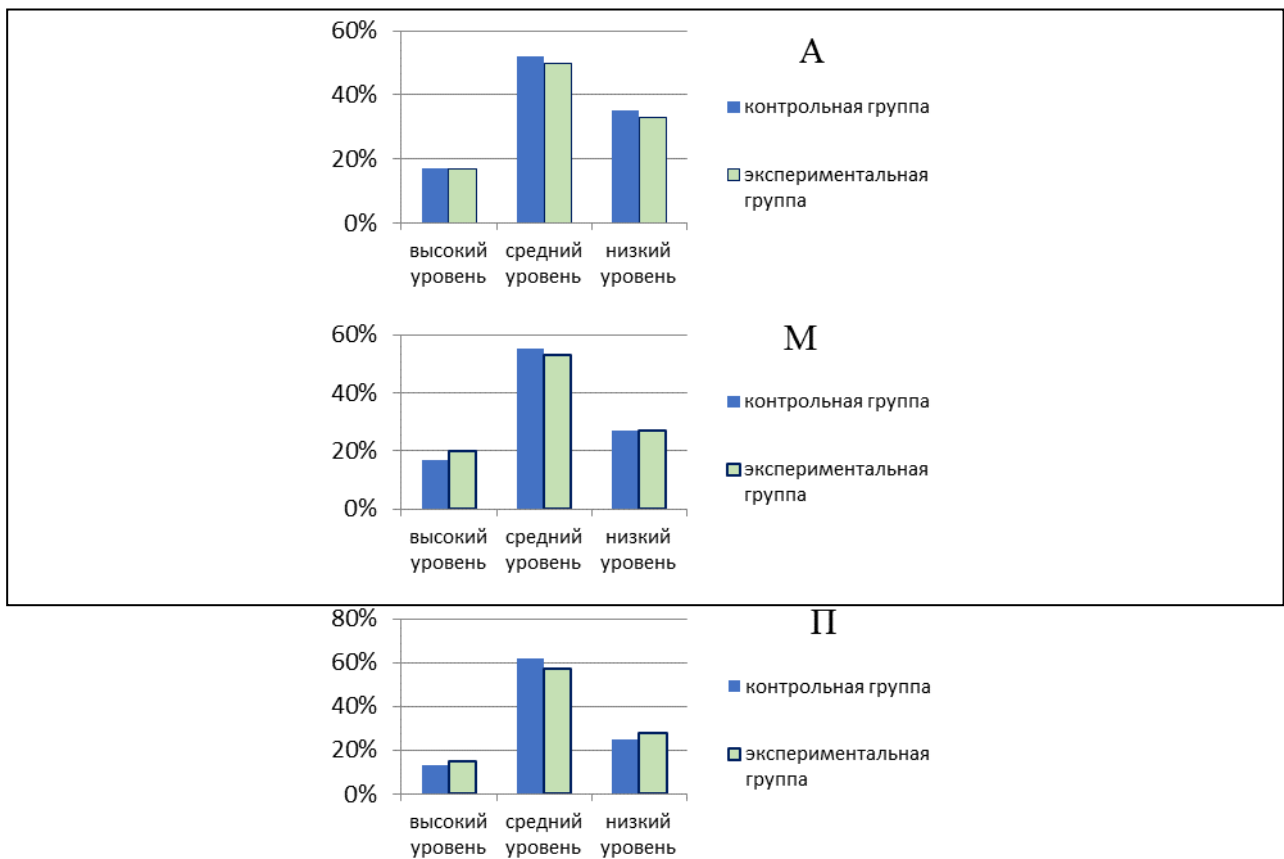 60%
А
40%
контрольная группа
20%
экспериментальная
группа
0%
высокий средний низкий
уровень уровень уровень
60%
М
40%
контрольная группа
20%
экспериментальная
группа
0%
высокий средний низкий
уровень уровень уровень
80%
П
60%
контрольная группа
40%
экспериментальная
группа
20%
0%
высокий средний низкий
уровень уровень уровень